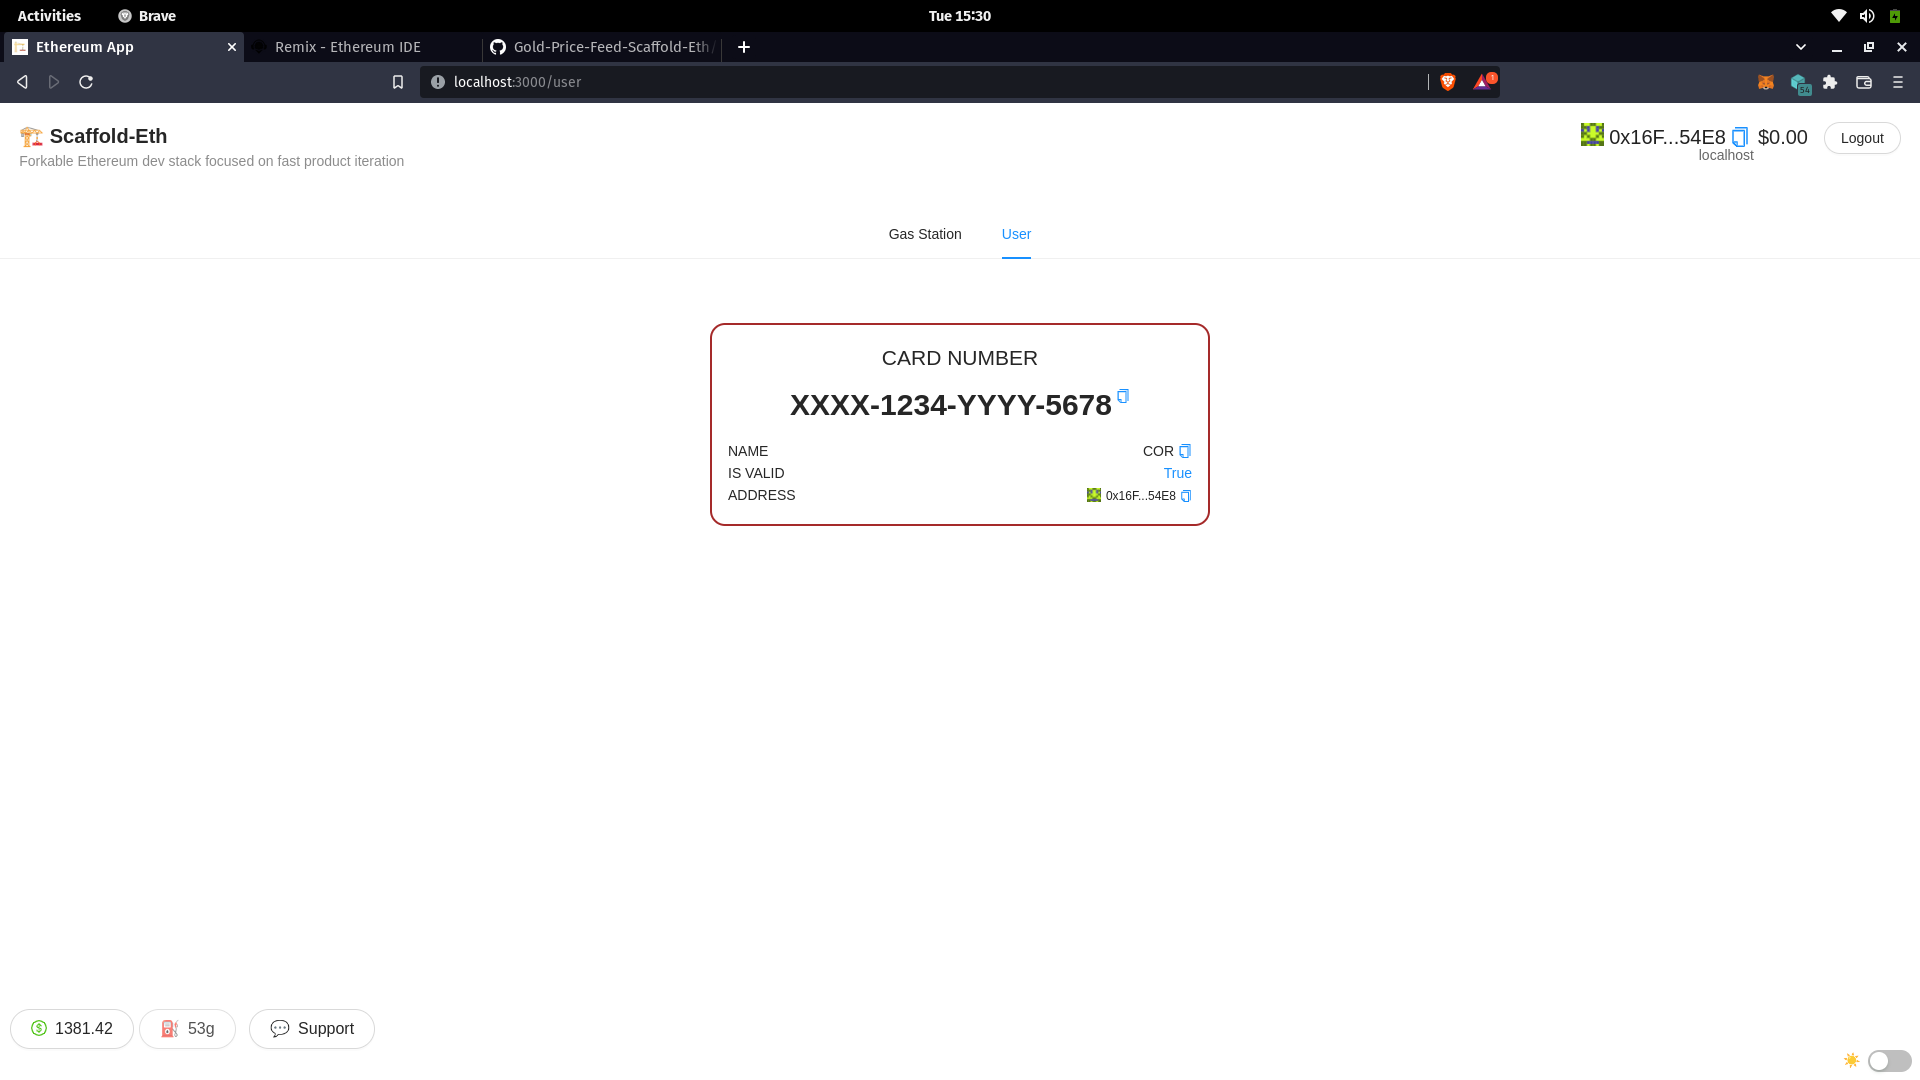 Activities Brave Tue 15:30
Ethereum App Remix - Ethereum IDE Gold-Price-Feed-Scaffold-Eth/
localhost:3000/user 1 54
Scaffold-Eth 0x16F...54E8 $0.00 Logout
Forkable Ethereum dev stack focused on fast product iteration localhost
Gas Station User
CARD NUMBER
XXXX-1234-YYYY-5678
NAME COR
IS VALID True
ADDRESS 0x16F...54E8
1381.42 53g Support